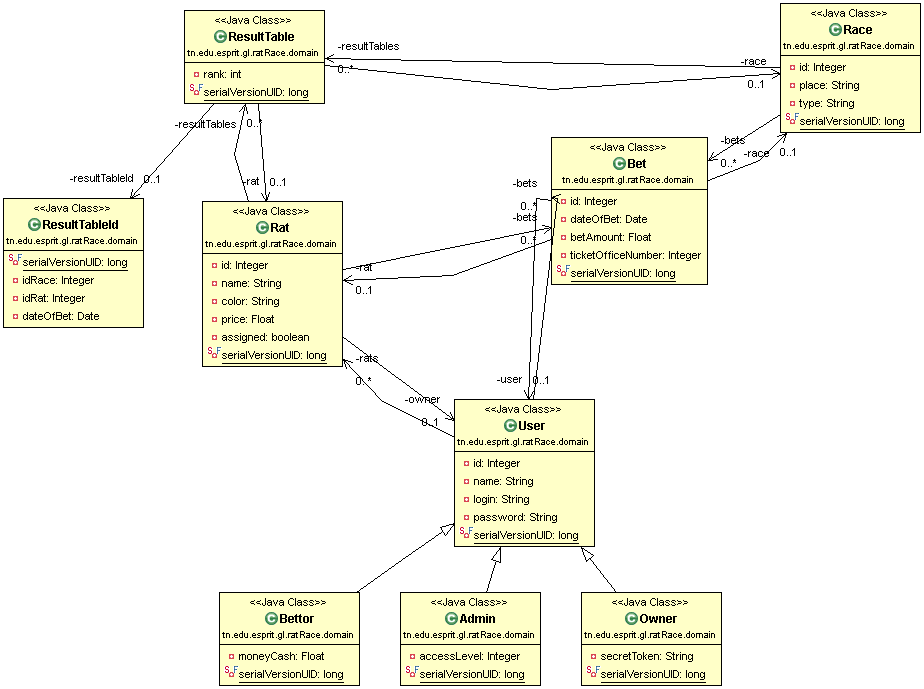 <<Java Class>>
ResultTable
tn.edu.esprit.gl.ratRace.domain
rank: int
serialVersionUID: long
<<Java Class>>
Race
tn.edu.esprit.gl.ratRace.domain
id: Integer
place: String
type: String
serialVersionUID: long
-resultTables
0..*
-race
0..1
-resultTables
0..*
-resultTableId
0..1
-rat
0..1
-bets
0..*
-race
0..1
<<Java Class>>
ResultTableId
tn.edu.esprit.gl.ratRace.domain
serialVersionUID: long
idRace: Integer
idRat: Integer
dateOfBet: Date
<<Java Class>>
Rat
tn.edu.esprit.gl.ratRace.domain
id: Integer
name: String
color: String
price: Float
assigned: boolean
serialVersionUID: long
<<Java Class>>
Bet
tn.edu.esprit.gl.ratRace.domain
id: Integer
dateOfBet: Date
betAmount: Float
ticketOfficeNumber: Integer
serialVersionUID: long
-bets
0..*
-bets
0..*
-rat
0..1
-rats
0..*
-owner
0..1
-user
0..1
<<Java Class>>
User
tn.edu.esprit.gl.ratRace.domain
id: Integer
name: String
login: String
password: String
serialVersionUID: long
<<Java Class>>
Bettor
tn.edu.esprit.gl.ratRace.domain
moneyCash: Float
serialVersionUID: long
<<Java Class>>
Admin
tn.edu.esprit.gl.ratRace.domain
accessLevel: Integer
serialVersionUID: long
<<Java Class>>
Owner
tn.edu.esprit.gl.ratRace.domain
secretToken: String
serialVersionUID: long